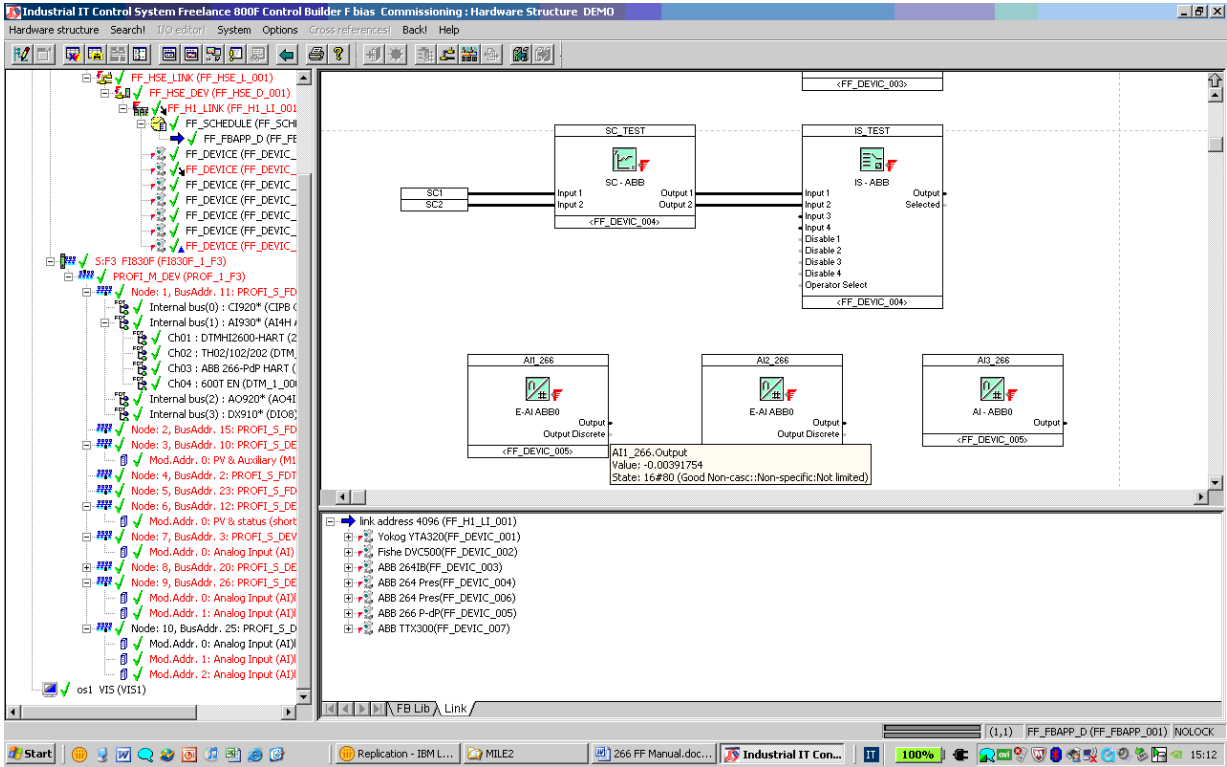 Industrial IT Control System Freelance 800F Control Builder F bias Commissioning : Hardware Structure DEMO
Hardware structure Search! I/O editor! System Options Cross references! Back! Help
FF_HSE_LINK (FF_HSE_L_001)
FF_HSE_DEV (FF_HSE_D_001)
FF_H1_LINK (FF_H1_LI_001
FF_SCHEDULE (FF_SCH
FF_FBAPP_D (FF_FB
FF_DEVICE (FF_DEVIC_
FF_DEVICE (FF_DEVIC_
FF_DEVICE (FF_DEVIC_
FF_DEVICE (FF_DEVIC_
FF_DEVICE (FF_DEVIC_
FF_DEVICE (FF_DEVIC_
FF_DEVICE (FF_DEVIC_
S:F3 FI830F (FI830F_1_F3)
PROFI_M_DEV (PROF_1_F3)
Node: 1, BusAddr. 11: PROFI_S_FD
Internal bus(0) : CI920* (CIPB
Internal bus(1) : AI930* (AI4H
Ch01 : DTMHI2600-HART (2
Ch02 : TH02/102/202 (DTM_
Ch03 : ABB 266-PdP HART (
Ch04 : 600T EN (DTM_1_00
Internal bus(2) : AO920* (AO4I
Internal bus(3) : DX910* (DIO8
Node: 2, BusAddr. 15: PROFI_S_FD
Node: 3, BusAddr. 10: PROFI_S_DE
Mod.Addr. 0: PV & Auxiliary (M1
Node: 4, BusAddr. 2: PROFI_S_FDT
Node: 5, BusAddr. 23: PROFI_S_FD
Node: 6, BusAddr. 12: PROFI_S_DE
Mod.Addr. 0: PV & status (short
Node: 7, BusAddr. 3: PROFI_S_DEV
Mod.Addr. 0: Analog Input (AI)
Node: 8, BusAddr. 20: PROFI_S_DE
Node: 9, BusAddr. 26: PROFI_S_DE
Mod.Addr. 0: Analog Input (AI)
Mod.Addr. 1: Analog Input (AI)
Node: 10, BusAddr. 25: PROFI_S_D
Mod.Addr. 0: Analog Input (AI)
Mod.Addr. 1: Analog Input (AI)
Mod.Addr. 2: Analog Input (AI)
os1 VIS (VIS1)
<FF_DEVIC_003>
SC_TEST
SC - ABB
Input 1 Output 1
Input 2 Output 2
<FF_DEVIC_004>
SC1
SC2
IS_TEST
IS - ABB
Input 1 Output
Input 2 Selected
Input 3
Input 4
Disable 1
Disable 2
Disable 3
Disable 4
Operator Select
<FF_DEVIC_004>
AI1_266
E-AI ABB0
Output
Output Discrete
<FF_DEVIC_005>
AI2_266
E-AI ABB0
Output
Output Discrete
AI3_266
AI - ABB0
Output
<FF_DEVIC_005>
AI1_266.Output
Value: -0.00391754
State: 16#80 (Good Non-casc::Non-specific:Not limited)
link address 4096 (FF_H1_LI_001)
Yokog YTA320(FF_DEVIC_001)
Fishe DVC500(FF_DEVIC_002)
ABB 264IB(FF_DEVIC_003)
ABB 264 Pres(FF_DEVIC_004)
ABB 264 Pres(FF_DEVIC_006)
ABB 266 P-dP(FF_DEVIC_005)
ABB TTX300(FF_DEVIC_007)
FB Lib Link
(1,1) FF_FBAPP_D (FF_FBAPP_001) NOLOCK
Start Replication - IBM L... MILE2 266 FF Manual.doc... Industrial IT Con... IT 100% 15:12